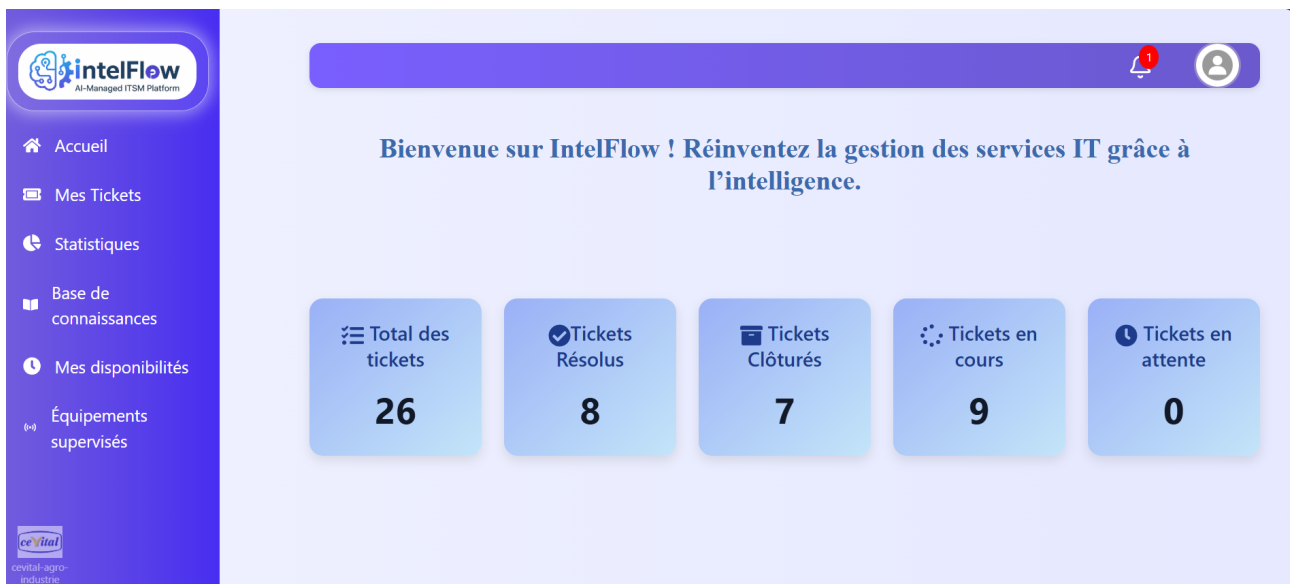 intelFlow
AI-Managed ITSM Platform
Accueil
Mes Tickets
Statistiques
Base de
connaissances
Mes disponibilités
Équipements
supervisés
cevital
cevital-agro-
industrie
1
Bienvenue sur IntelFlow ! Réinventez la gestion des services IT grâce à
l’intelligence.
Total des
tickets
26
Tickets
Résolus
8
Tickets
Clôturés
7
Tickets en
cours
9
Tickets en
attente
0